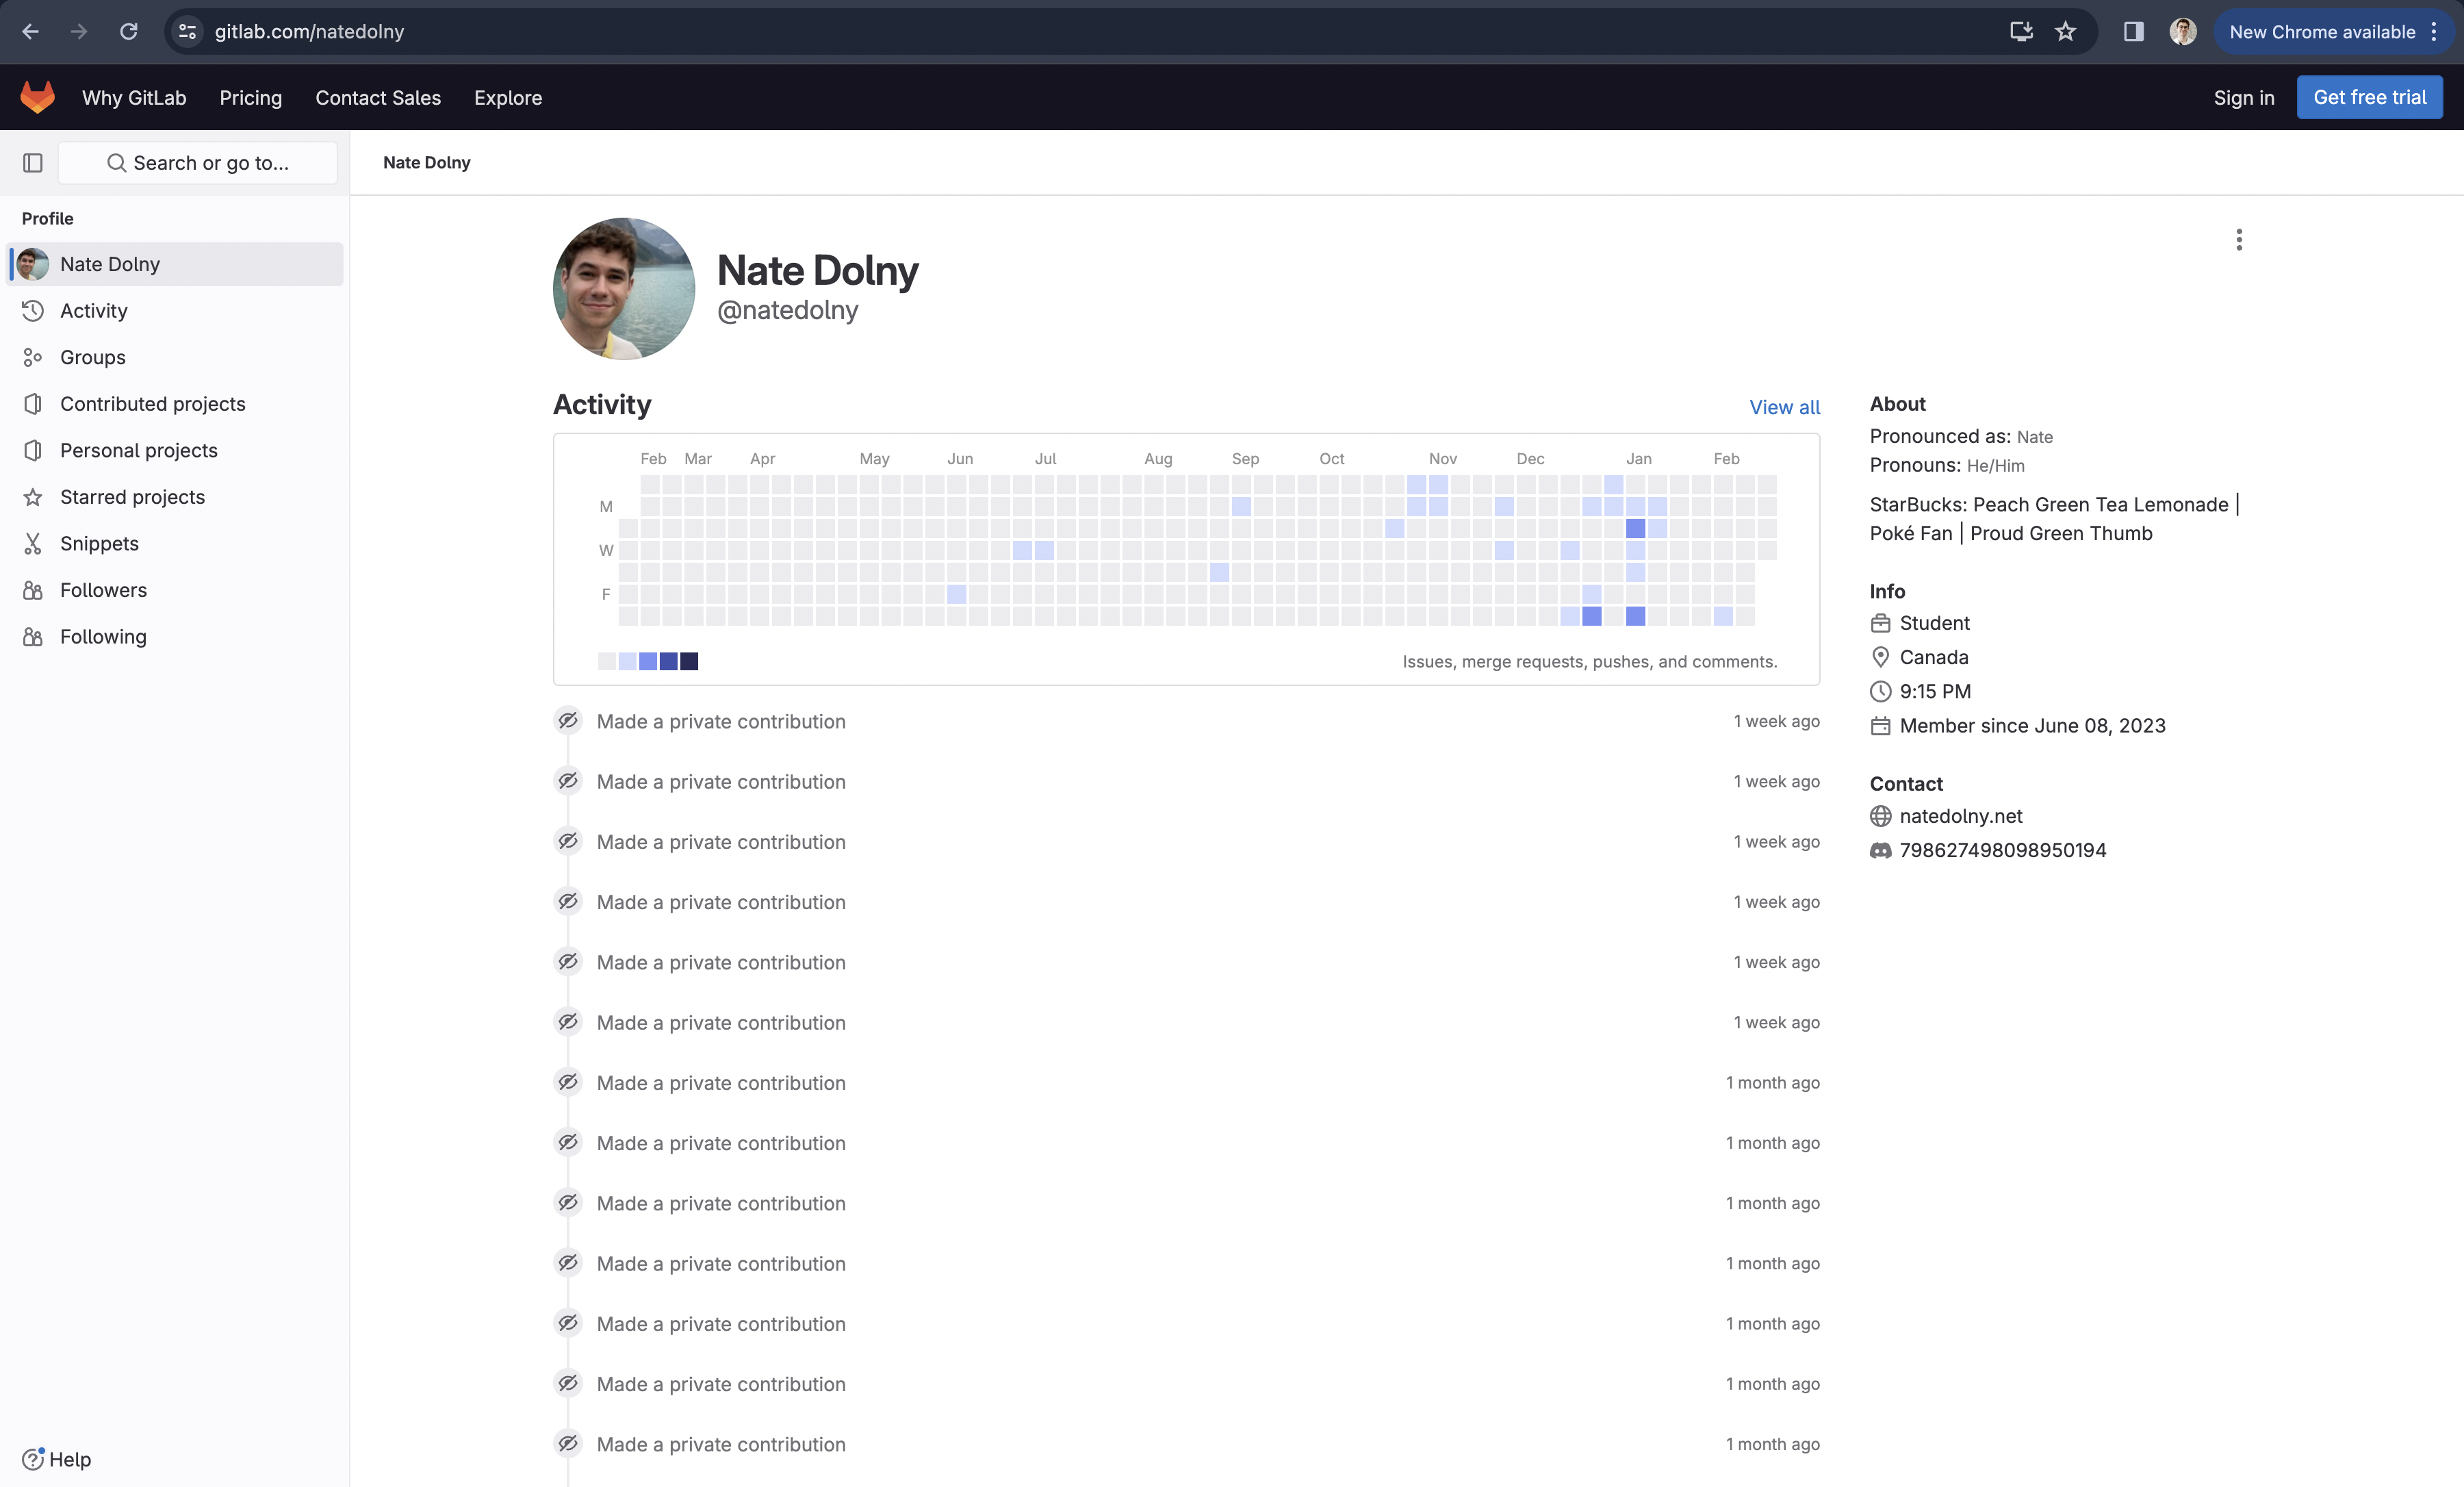 gitlab.com/natedolny
New Chrome available
Why GitLab
Pricing
Contact Sales
Explore
Sign in
Get free trial
Search or go to...
Nate Dolny
Profile
Nate Dolny
Activity
Groups
Contributed projects
Personal projects
Starred projects
Snippets
Followers
Following
Help
Nate Dolny
@natedolny
Activity
View all
Feb Mar Apr May Jun Jul Aug Sep Oct Nov Dec Jan Feb
M
W
F
Issues, merge requests, pushes, and comments.
Made a private contribution 1 week ago
Made a private contribution 1 week ago
Made a private contribution 1 week ago
Made a private contribution 1 week ago
Made a private contribution 1 week ago
Made a private contribution 1 week ago
Made a private contribution 1 month ago
Made a private contribution 1 month ago
Made a private contribution 1 month ago
Made a private contribution 1 month ago
Made a private contribution 1 month ago
Made a private contribution 1 month ago
Made a private contribution 1 month ago
About
Pronounced as: Nate
Pronouns: He/Him
StarBucks: Peach Green Tea Lemonade |
Poké Fan | Proud Green Thumb
Info
Student
Canada
9:15 PM
Member since June 08, 2023
Contact
natedolny.net
798627498098950194